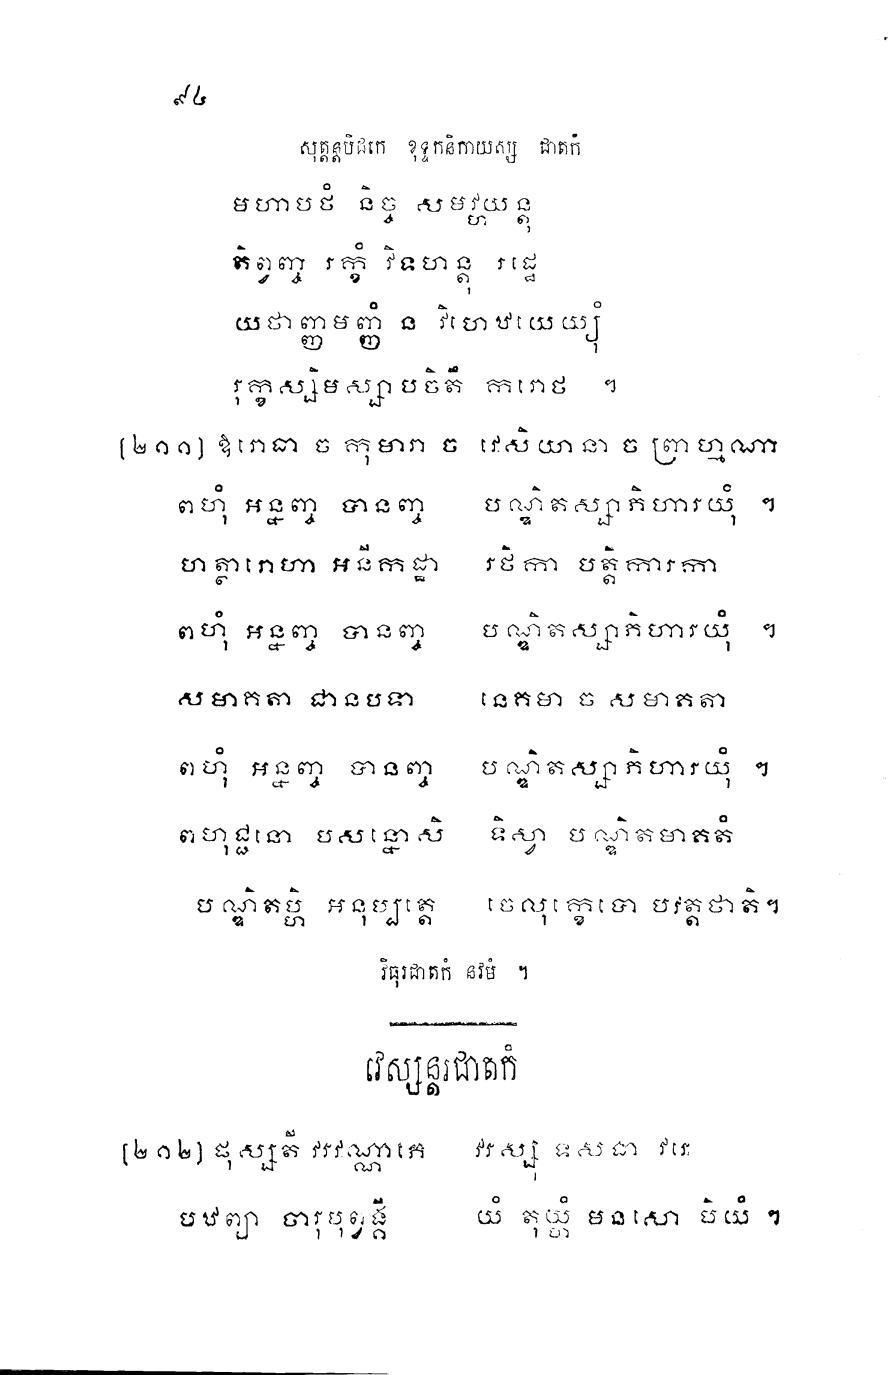 ៩៤
សុត្តន្តបិដកេ ខុទ្ទកនិកាយស្ស ជាតកំ
មហាបថំ និច្ច សមវ្ហយន្តុ
តិព្វញ្ច រក្ខំ វិទហន្តុ រដ្ឋេ
យថាញ្ញមញ្ញំ ន វិហេឋយេយ្យុំ
រុក្ខស្សិមស្សាបចិតឹ ករោថ ។
(២១១) ឱរោធា ច កុមារា ច វេសិយានា ច ព្រាហ្មណា
ពហុំ អន្នញ្ច បានញ្ច បណ្ឌិតស្សាភិហារយុំ ។
ហត្ថារោហា អនីកដ្ឋា រថិកា បត្តិការកា
ពហុំ អន្នញ្ច បានញ្ច បណ្ឌិតស្សាភិហារយុំ ។
សមាគតា ជានបទា នេគមា ច សមាគតា
ពហុំ អន្នញ្ច បានញ្ច បណ្ឌិតស្សាភិហារយុំ ។
ពហុជ្ជនោ បសន្នោសិ ទិស្វា បណ្ឌិតមាគតំ
បណ្ឌិតម្ហិ អនុប្បត្តេ ចេលុក្ខេបោ បវត្តថាតិ។
វិធុរជាតកំ នវមំ ។
វេស្សន្តរជាតកំ
(២១២) ផុស្សតី វរវណ្ណាភេ វរស្សុ ទសធា វរេ
បឋព្យា ចារុបុព្វង្គី យំ តុយ្ហំ មនសោ បិយំ ។